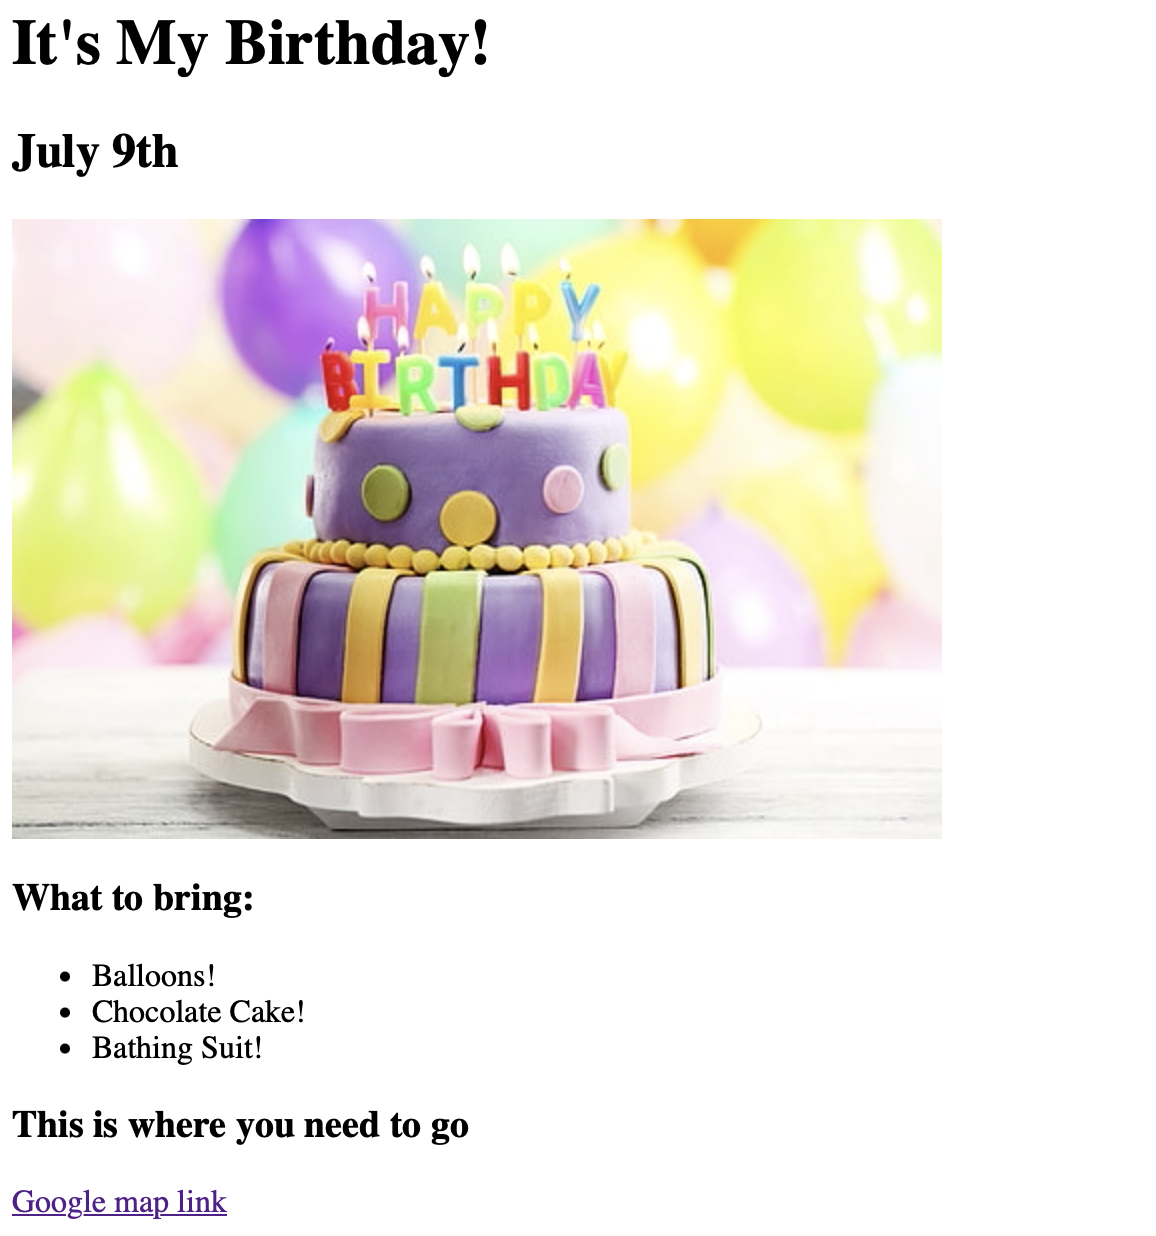 It's My Birthday!
July 9th
HAPPY
BIRTHDAY
What to bring:
Balloons!
Chocolate Cake!
Bathing Suit!
This is where you need to go
Google map link